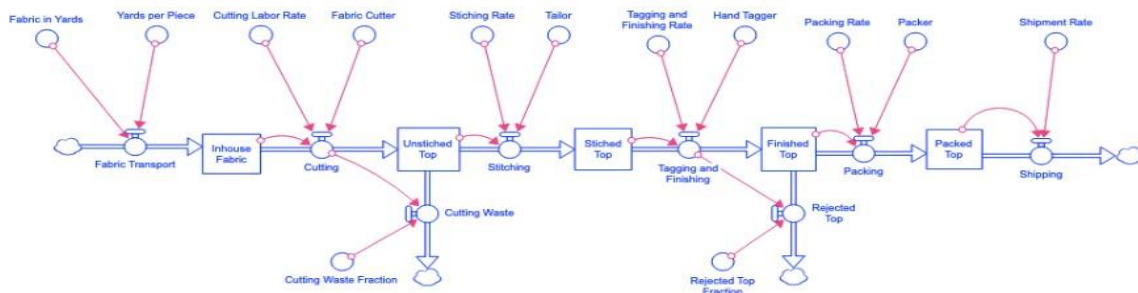 Fabric in Yards
Yards per Piece
Cutting Labor Rate
Fabric Cutter
Stiching Rate
Tailor
Tagging and
Finishing Rate
Hand Tagger
Packing Rate
Packer
Shipment Rate
Fabric Transport
Inhouse
Fabric
Cutting
Unstiched
Top
Stitching
Stiched
Top
Tagging and
Finishing
Finished
Top
Packing
Packed
Top
Shipping
Cutting Waste
Rejected
Top
Cutting Waste Fraction
Rejected Top
Fraction